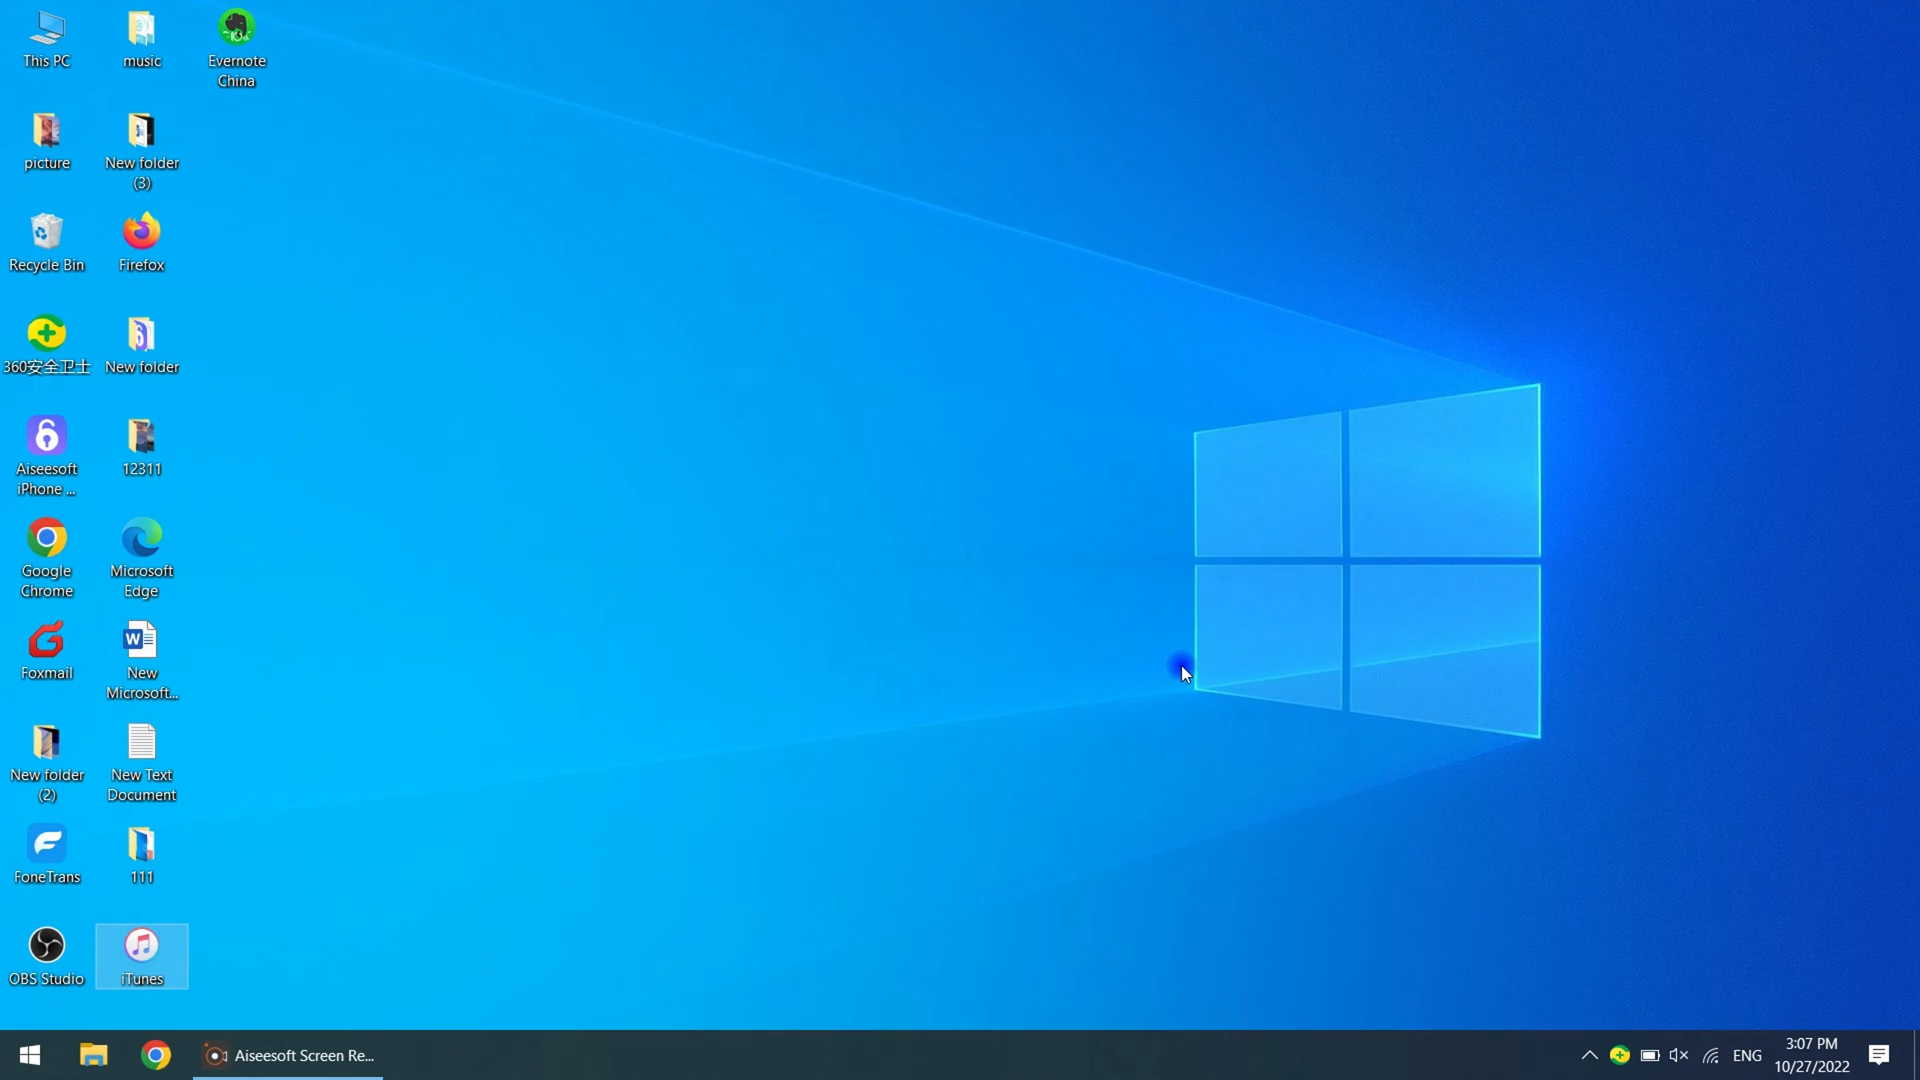 This PC
music
Evernote
China
picture
New folder
(3)
Recycle Bin
Firefox
360安全卫士
New folder
Aiseesoft
iPhone ...
12311
Google
Chrome
Microsoft
Edge
Foxmail
New
Microsoft...
New folder
(2)
New Text
Document
FoneTrans
111
OBS Studio
iTunes
Aiseesoft Screen Re...
ENG
3:07 PM
10/27/2022